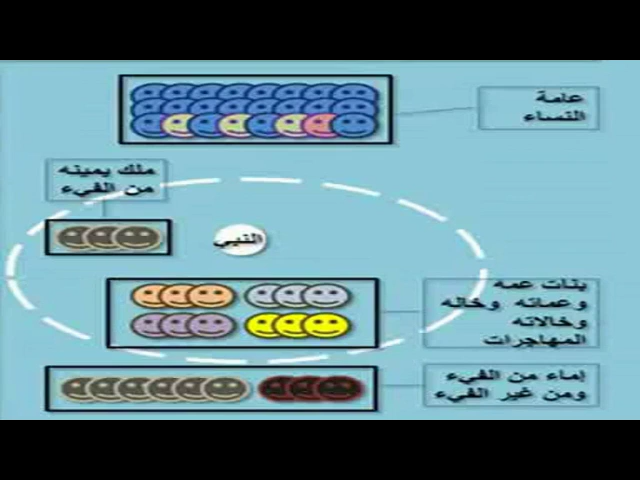 عامة
النساء
ملك يمينه
من الفيء
النبي
بنات عمه
وعماته وخاله
وخالاته
المهاجرات
إماء من الفيء
ومن غير الفيء